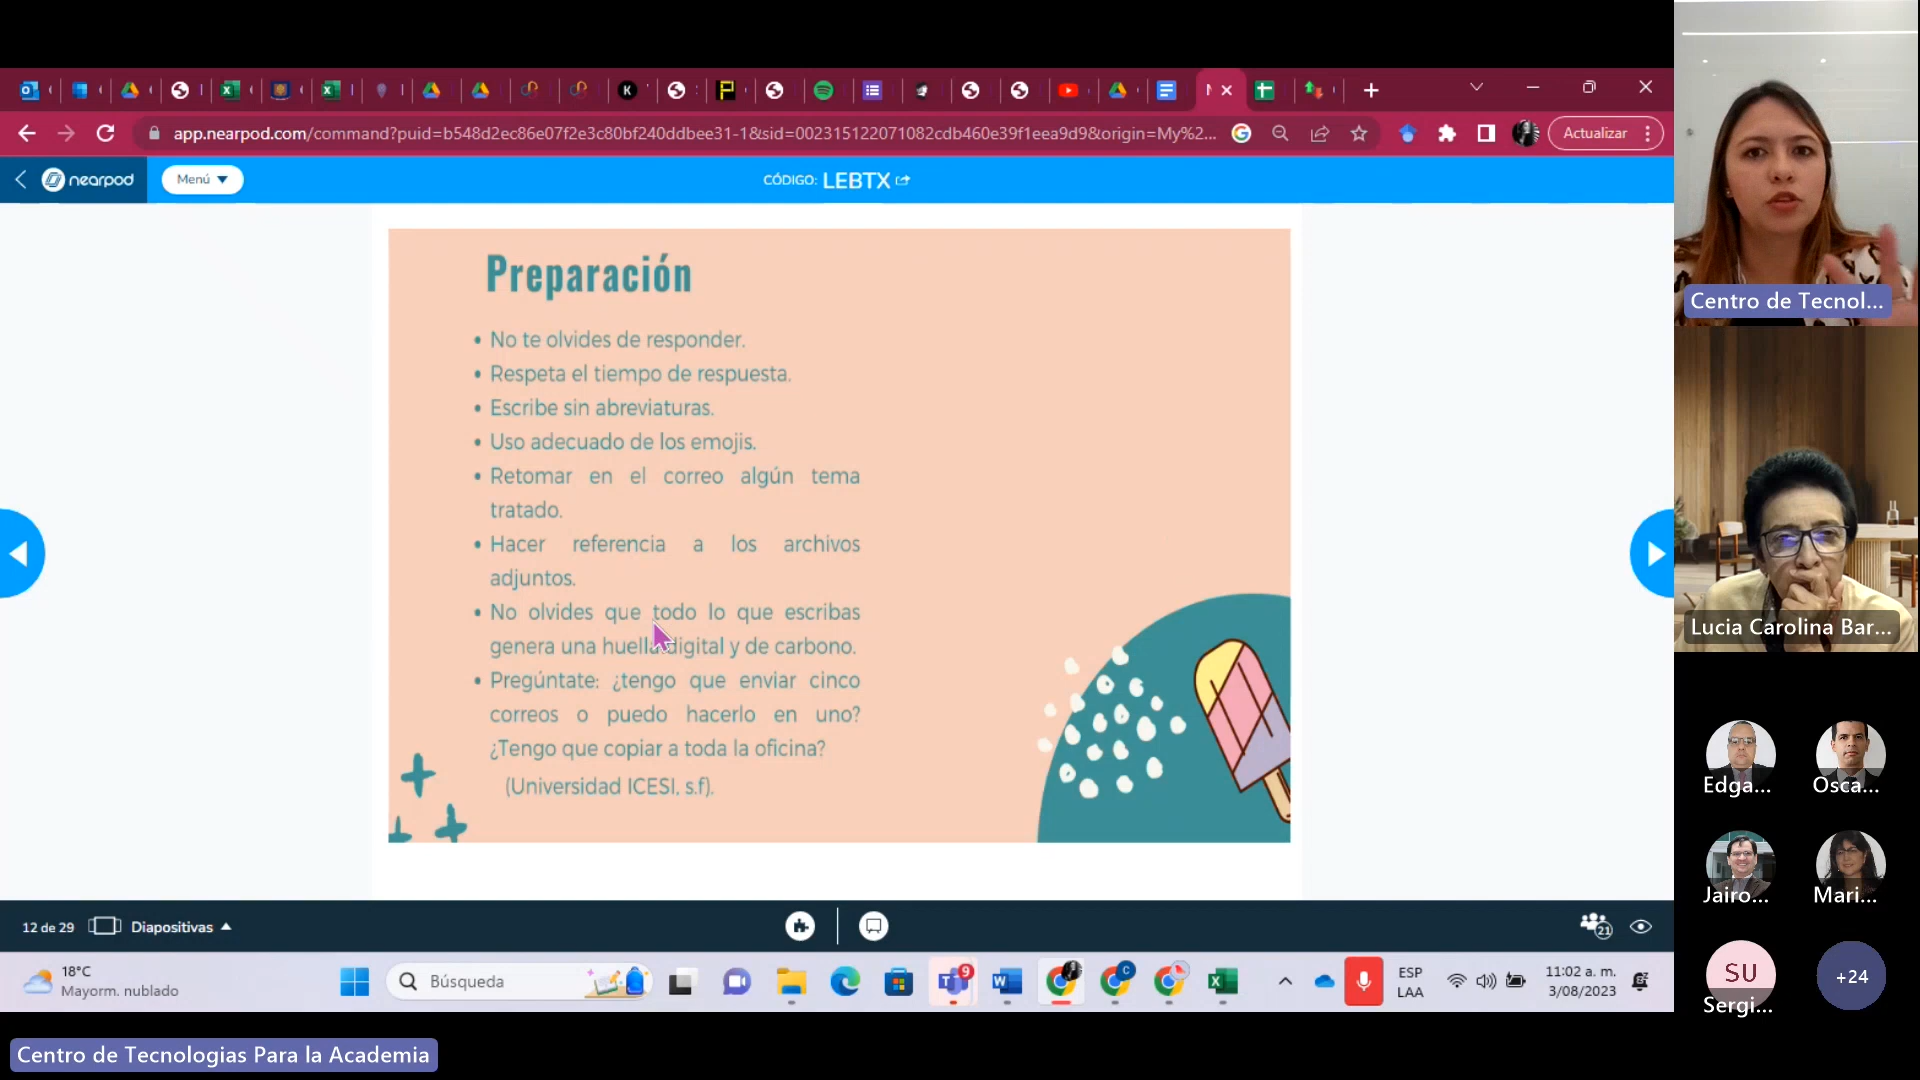 app.nearpod.com/command?puid=b548d2ec86e07f2e3c80bf240ddbee31-1&sid=002315122071082cdb460e39f1eea9d9&origin=My%2...
Actualizar
nearpod
Menú
CÓDIGO: LEBTX
Preparación
• No te olvides de responder.
• Respeta el tiempo de respuesta.
• Escribe sin abreviaturas.
• Uso adecuado de los emojis.
• Retomar en el correo algún tema
tratado.
• Hacer referencia a los archivos
adjuntos.
• No olvides que todo lo que escribas
genera una huella digital y de carbono.
• Pregúntate: ¿tengo que enviar cinco
correos o puedo hacerlo en uno?
¿Tengo que copiar a toda la oficina?
(Universidad ICESI, s.f).
12 de 29
Diapositivas
21
18°C
Mayorm. nublado
Búsqueda
9
ESP
LAA
11:02 a. m.
3/08/2023
Centro de Tecnologias Para la Academia
Centro de Tecnol...
Lucia Carolina Bar...
Edga...
Osca...
Jairo...
Mari...
SU
Sergi...
+24